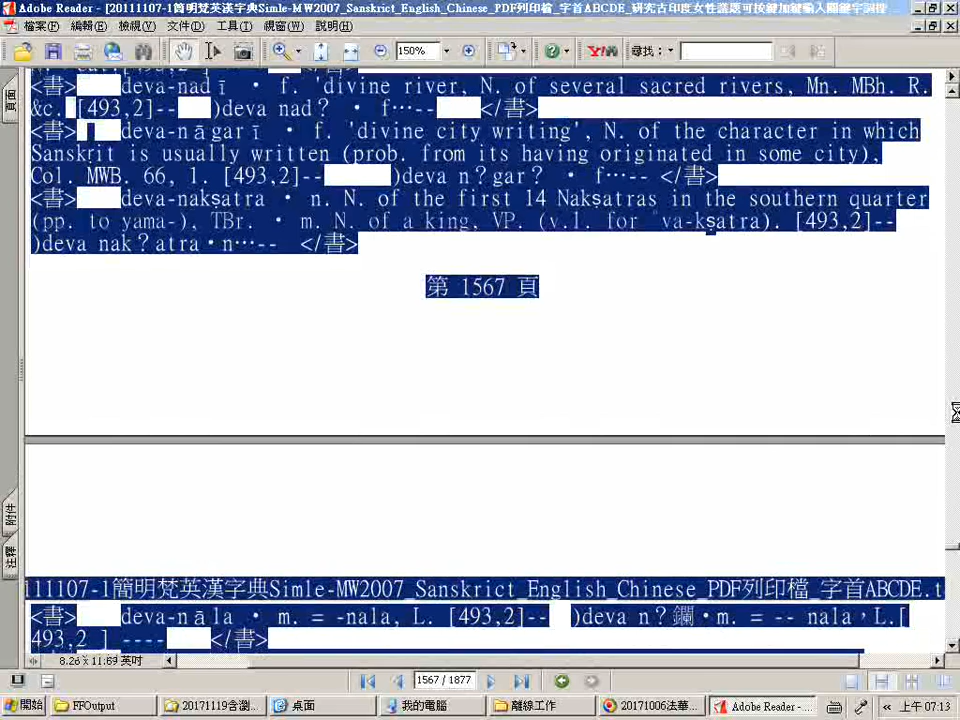 Adobe Reader - [20111107-1簡明梵英漢字典Simle-MW2007_Sanskrict_English_Chinese_PDF列印檔_字首ABCDE_研究古印度女性議題可按
檔案(F) 編輯(E) 檢視(V) 文件(D) 工具(T) 視窗(W) 說明(H)
150% Y! 尋找:
頁面
<書> deva-nadī • f. 'divine river, N. of several sacred rivers, Mn. MBh. R.
&c. [493,2]-- )deva nad? • f…-- </書>
<書> deva-nāgarī • f. 'divine city writing', N. of the character in which
Sanskrit is usually written (prob. from its having originated in some city),
Col. MWB. 66, 1. [493,2]-- )deva n?gar? • f…-- </書>
<書> deva-nakṣatra • n. N. of the first 14 Nakṣatras in the southern quarter
(pp. to yama-), TBr. • m. N. of a king, VP. (v.l. for °va-kṣatra). [493,2]--
)deva nak?atra•n…-- </書>
第 1567 頁
附件
注釋
111107-1簡明梵英漢字典Simle-MW2007_Sanskrict_English_Chinese_PDF列印檔_字首ABCDE.t
<書> deva-nāla • m. = -nala, L. [493,2]-- )deva n?鑭•m. = -- nala，L.[
493,2 ] ---- </書>
8.26 x 11.69 英吋
1567 / 1877
開始 FFOutput 20171119含瀏... 桌面 我的電腦 離線工作 20171006法華... Adobe Reader - [... « 上午 07:13